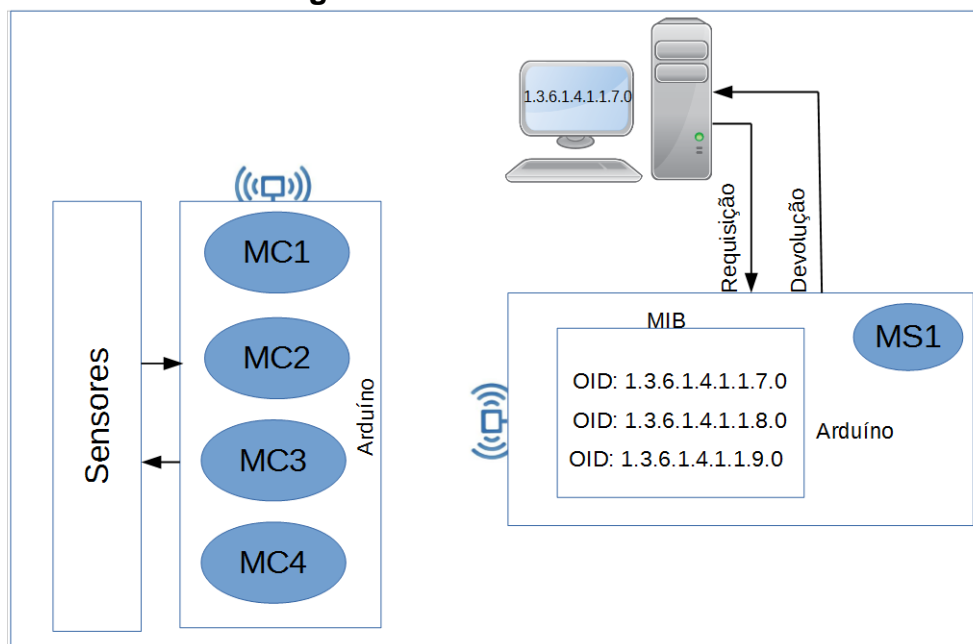 1.3.6.1.4.1.1.7.0
Requisição
Devolução
Sensores
MC1
MC2
MC3
MC4
Arduíno
MIB
MS1
OID: 1.3.6.1.4.1.1.7.0
OID: 1.3.6.1.4.1.1.8.0
OID: 1.3.6.1.4.1.1.9.0
Arduíno